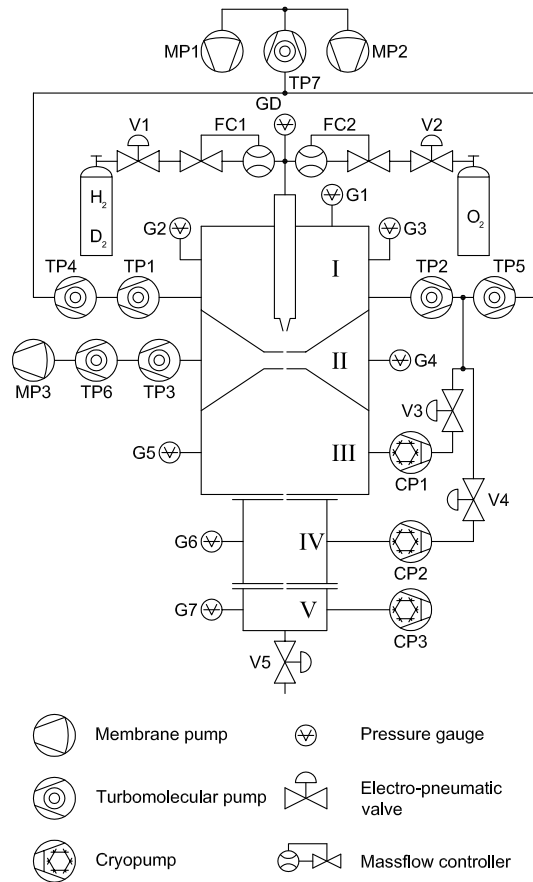 MP1
MP2
TP7
GD
V1
FC1
FC2
V2
H2
D2
O2
G1
G2
G3
I
TP4
TP1
TP2
TP5
II
G4
MP3
TP6
TP3
V3
G5
III
CP1
V4
G6
IV
CP2
G7
V
CP3
V5
Membrane pump
Pressure gauge
Turbomolecular pump
Electro-pneumatic
valve
Cryopump
Massflow controller